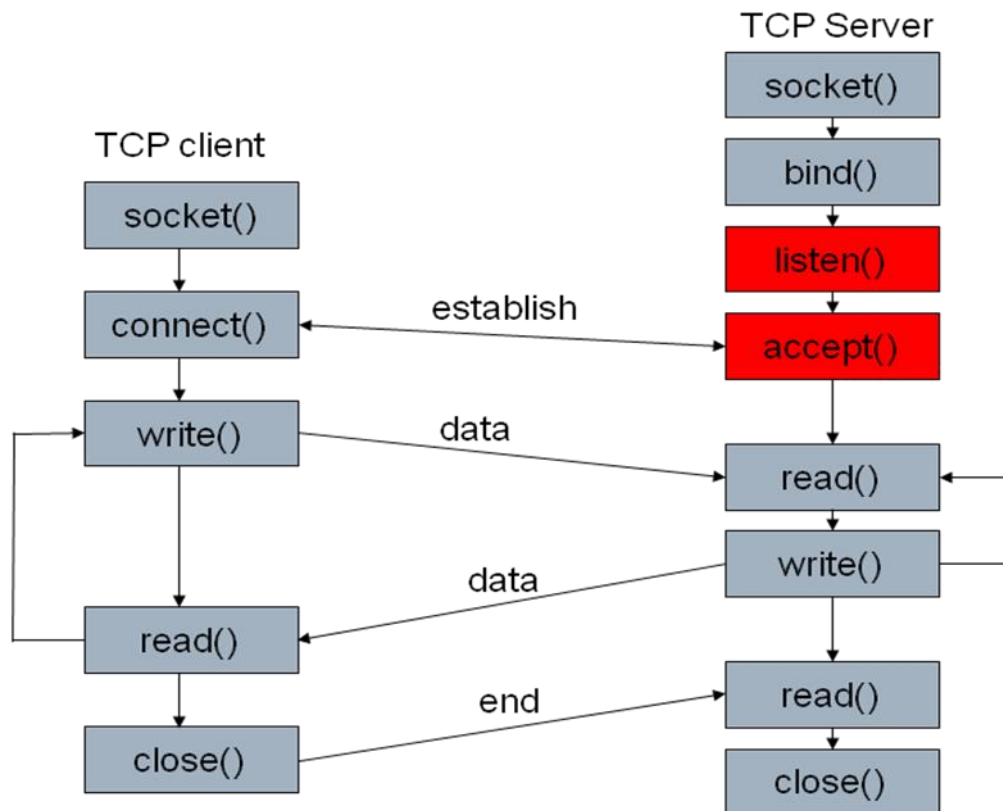 TCP Server
socket()
bind()
listen()
accept()
read()
write()
read()
close()
TCP client
socket()
connect()
write()
read()
close()
establish
data
data
end